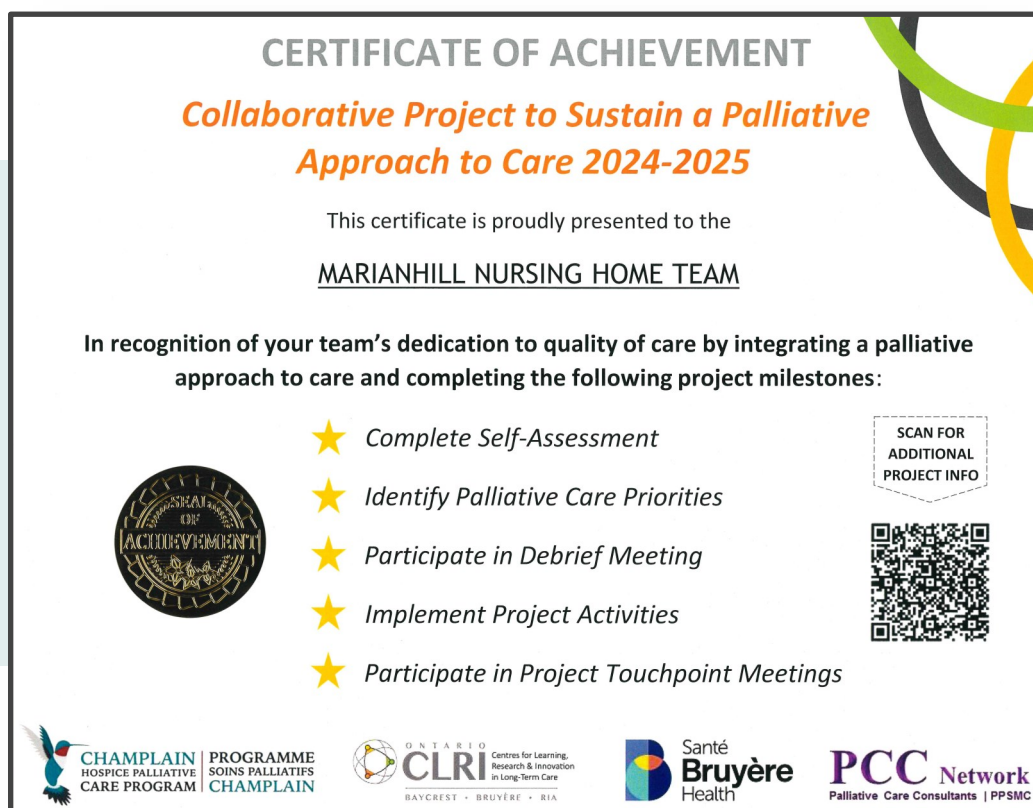 CERTIFICATE OF ACHIEVEMENT
Collaborative Project to Sustain a Palliative
Approach to Care 2024-2025
This certificate is proudly presented to the
MARIANHILL NURSING HOME TEAM
In recognition of your team's dedication to quality of care by integrating a palliative
approach to care and completing the following project milestones:
Complete Self-Assessment
Identify Palliative Care Priorities
Participate in Debrief Meeting
Implement Project Activities
Participate in Project Touchpoint Meetings
SEAL
OF
ACHIEVEMENT
SCAN FOR
ADDITIONAL
PROJECT INFO
CHAMPLAIN
HOSPICE PALLIATIVE
CARE PROGRAM
PROGRAMME
SOINS PALLIATIFS
CHAMPLAIN
ONTARIO
CLRI
Centres for Learning,
Research & Innovation
in Long-Term Care
BAYCREST • BRUYÈRE • RIA
Santé
Bruyère
Health
PCC Network
Palliative Care Consultants | PPSMC